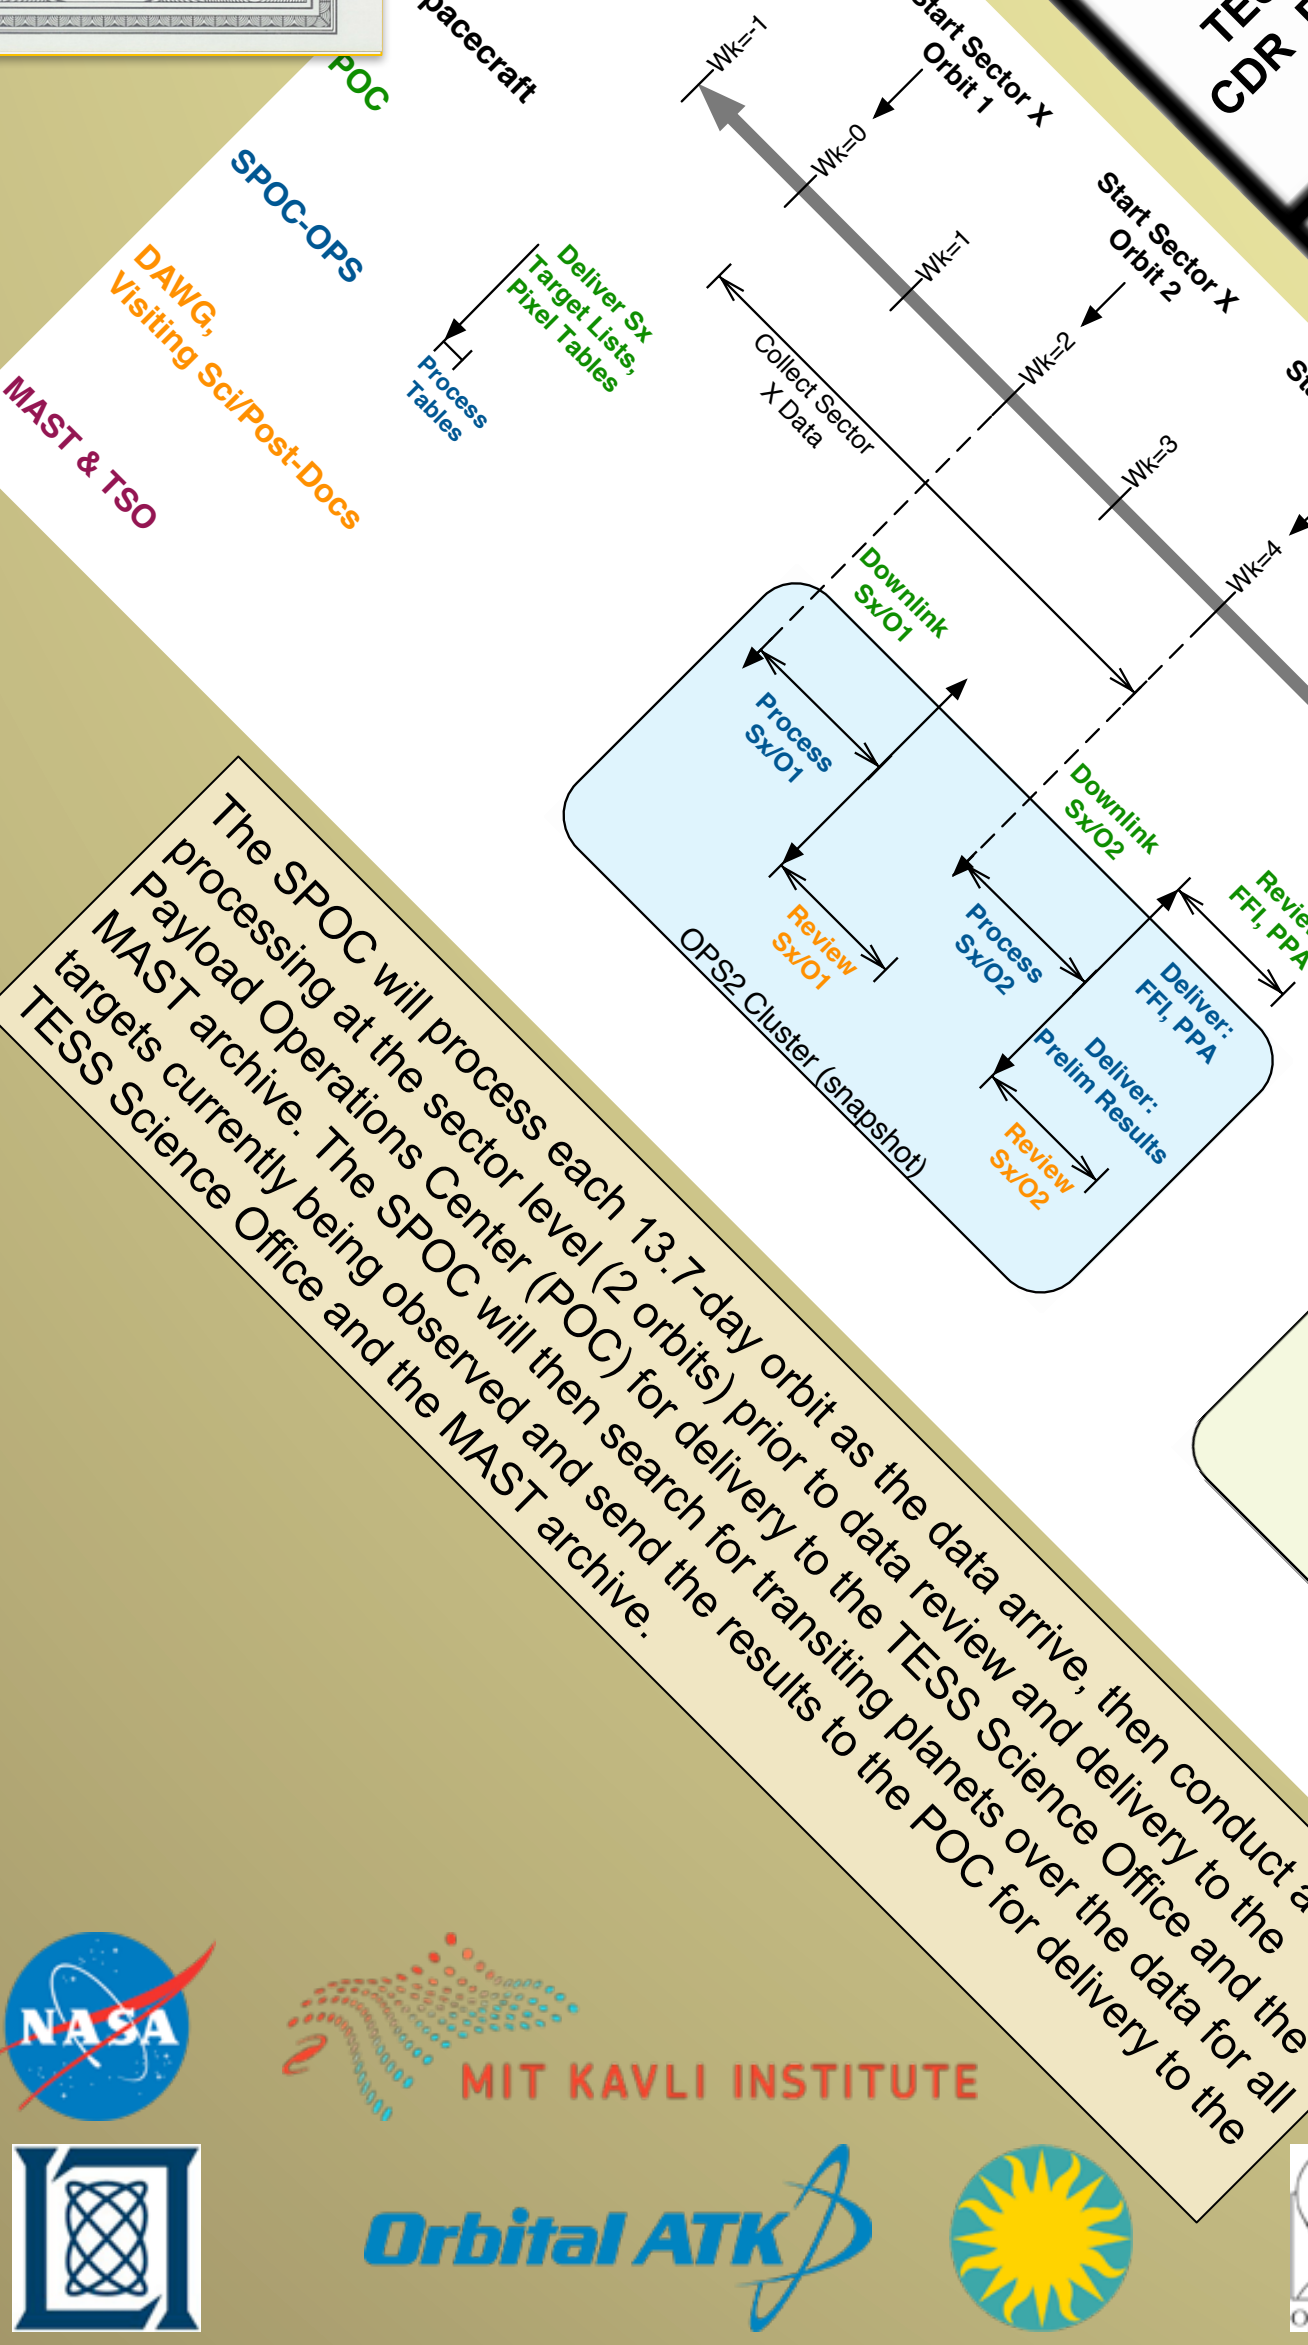 TES
CDR
pacecraft
POC
SPOC-OPS
DAWG,
Visiting Sci/Post-Docs
MAST & TSO
Wk=-1
Wk=0
Wk=1
Wk=2
Wk=3
Wk=4
Start Sector X
Orbit 1
Start Sector X
Orbit 2
Sta
Deliver Sx
Target Lists,
Pixel Tables
Process
Tables
Collect Sector
X Data
Downlink
Sx/O1
Process
Sx/O1
Review
Sx/O1
Downlink
Sx/O2
Process
Sx/O2
Review
Sx/O2
Deliver:
FFI, PPA
Deliver:
Prelim Results
Revie
FFI, PPA
OPS2 Cluster (snapshot)
The SPOC will process each 13.7-day orbit as the data arrive, then conduct a
processing at the sector level (2 orbits) prior to data review and delivery to the
Payload Operations Center (POC) for delivery to the TESS Science Office and the
MAST archive. The SPOC will then search for transiting planets over the data for all
targets currently being observed and send the results to the POC for delivery to the
TESS Science Office and the MAST archive.
NASA
MIT KAVLI INSTITUTE
Orbital ATK